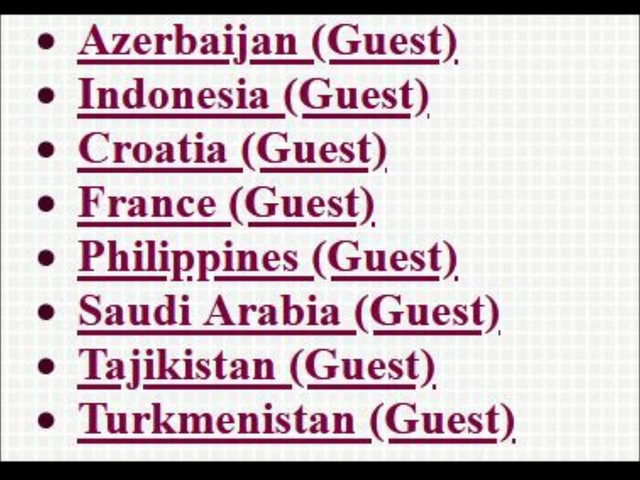 • Azerbaijan (Guest)
• Indonesia (Guest)
• Croatia (Guest)
• France (Guest)
• Philippines (Guest)
• Saudi Arabia (Guest)
• Tajikistan (Guest)
• Turkmenistan (Guest)